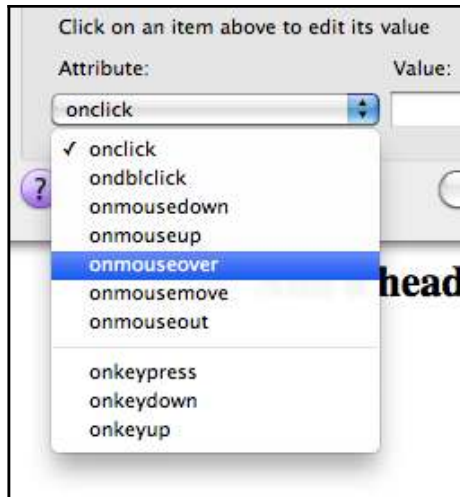 Click on an item above to edit its value
Attribute: Value:
onclick
✓ onclick
?
ondblclick
onmousedown
onmouseup
onmouseover
head
onmousemove
onmouseout
onkeypress
onkeydown
onkeyup